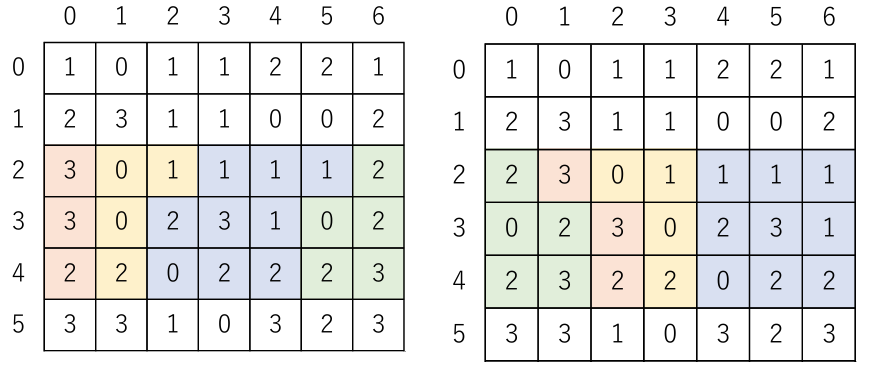 0 1 2 3 4 5 6
0 1 0 1 1 2 2 1
1 2 3 1 1 0 0 2
2 3 0 1 1 1 1 2
3 3 0 2 3 1 0 2
4 2 2 0 2 2 2 3
5 3 3 1 0 3 2 3
0 1 2 3 4 5 6
0 1 0 1 1 2 2 1
1 2 3 1 1 0 0 2
2 2 3 0 1 1 1 1
3 0 2 3 0 2 3 1
4 2 3 2 2 0 2 2
5 3 3 1 0 3 2 3